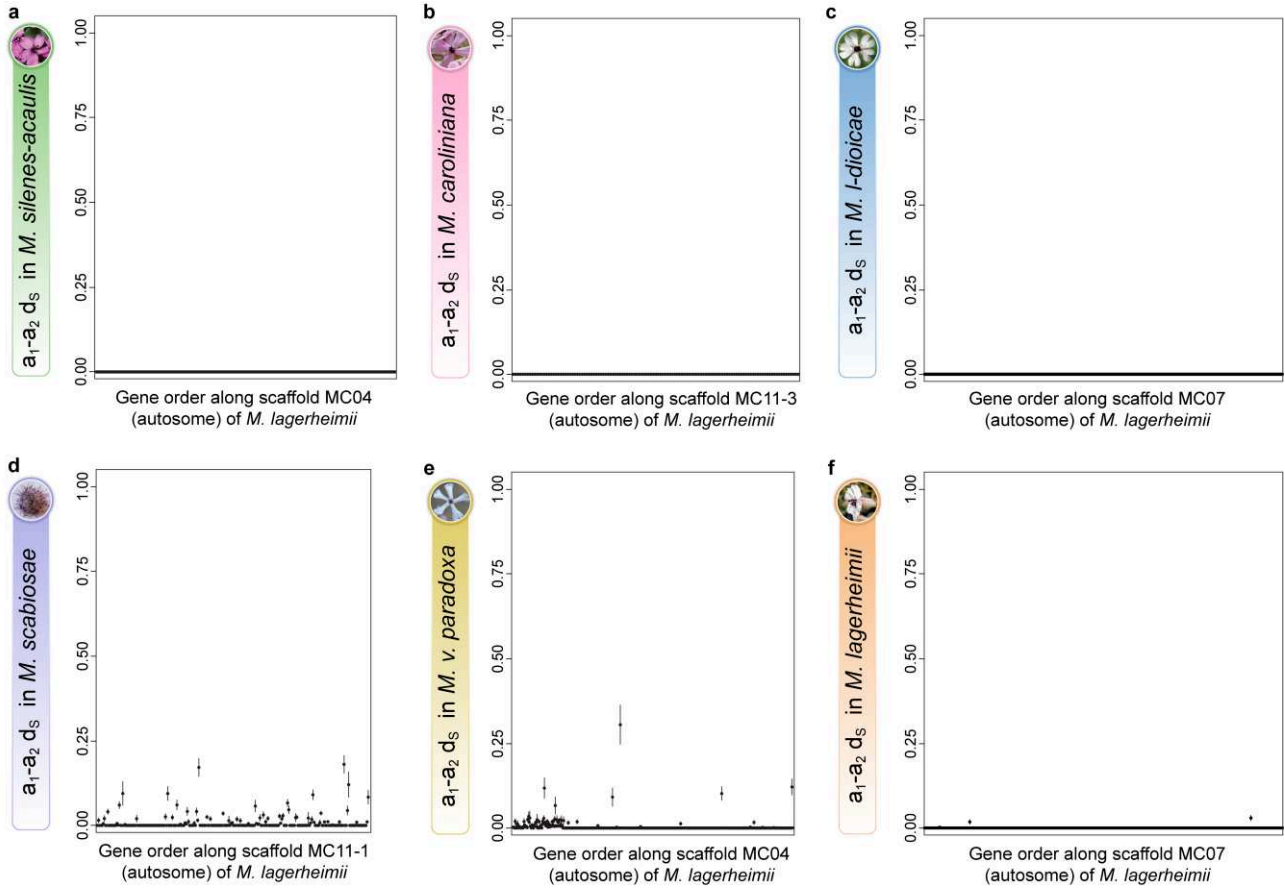 a
a₁-a₂ dₛ in M. silenes-acaulis
1.00
0.75
0.50
0.25
0.00
Gene order along scaffold MC04
(autosome) of M. lagerheimii
b
a₁-a₂ dₛ in M. caroliniana
1.00
0.75
0.50
0.25
0.00
Gene order along scaffold MC11-3
(autosome) of M. lagerheimii
c
a₁-a₂ dₛ in M. l-dioicae
1.00
0.75
0.50
0.25
0.00
Gene order along scaffold MC07
(autosome) of M. lagerheimii
d
a₁-a₂ dₛ in M. scabiosae
1.00
0.75
0.50
0.25
0.00
Gene order along scaffold MC11-1
(autosome) of M. lagerheimii
e
a₁-a₂ dₛ in M. v. paradoxa
1.00
0.75
0.50
0.25
0.00
Gene order along scaffold MC04
(autosome) of M. lagerheimii
f
a₁-a₂ dₛ in M. lagerheimii
1.00
0.75
0.50
0.25
0.00
Gene order along scaffold MC07
(autosome) of M. lagerheimii